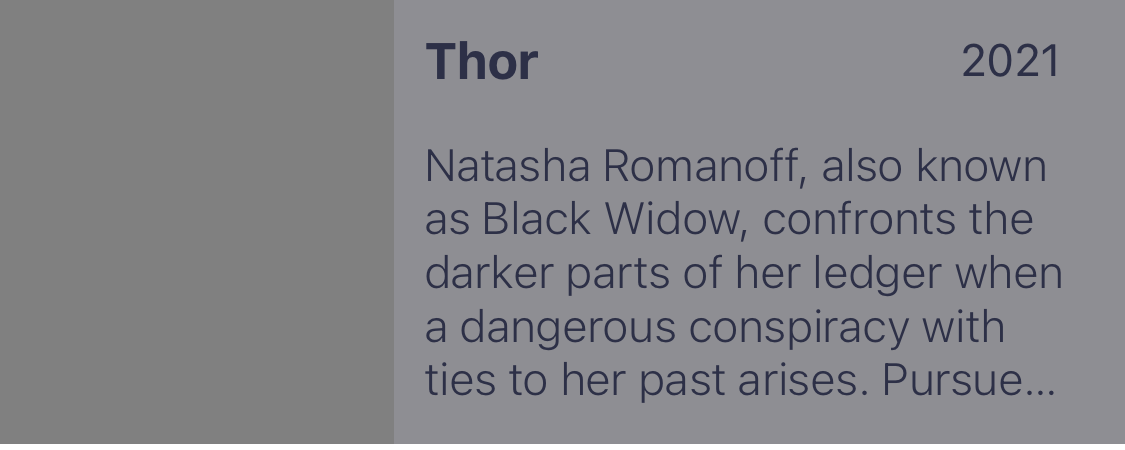 Thor 2021
Natasha Romanoff, also known
as Black Widow, confronts the
darker parts of her ledger when
a dangerous conspiracy with
ties to her past arises. Pursue...